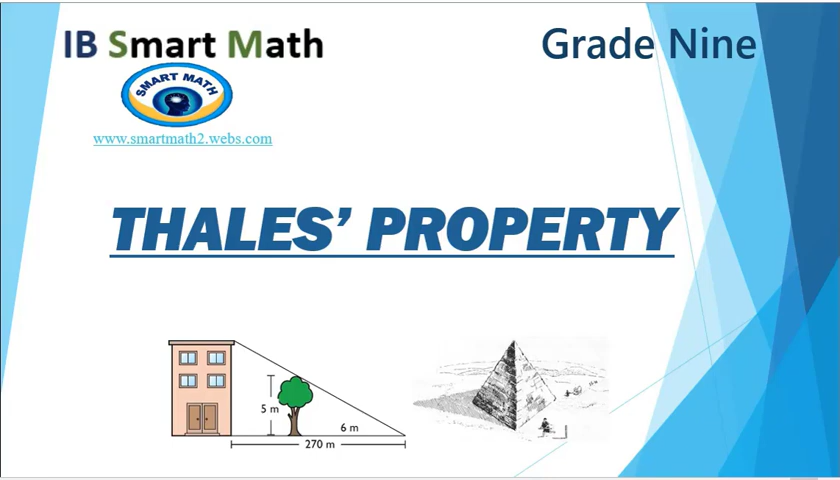 IB Smart Math
Grade Nine
SMART MATH
www.smartmath2.webs.com
THALES' PROPERTY
5 m
6 m
270 m